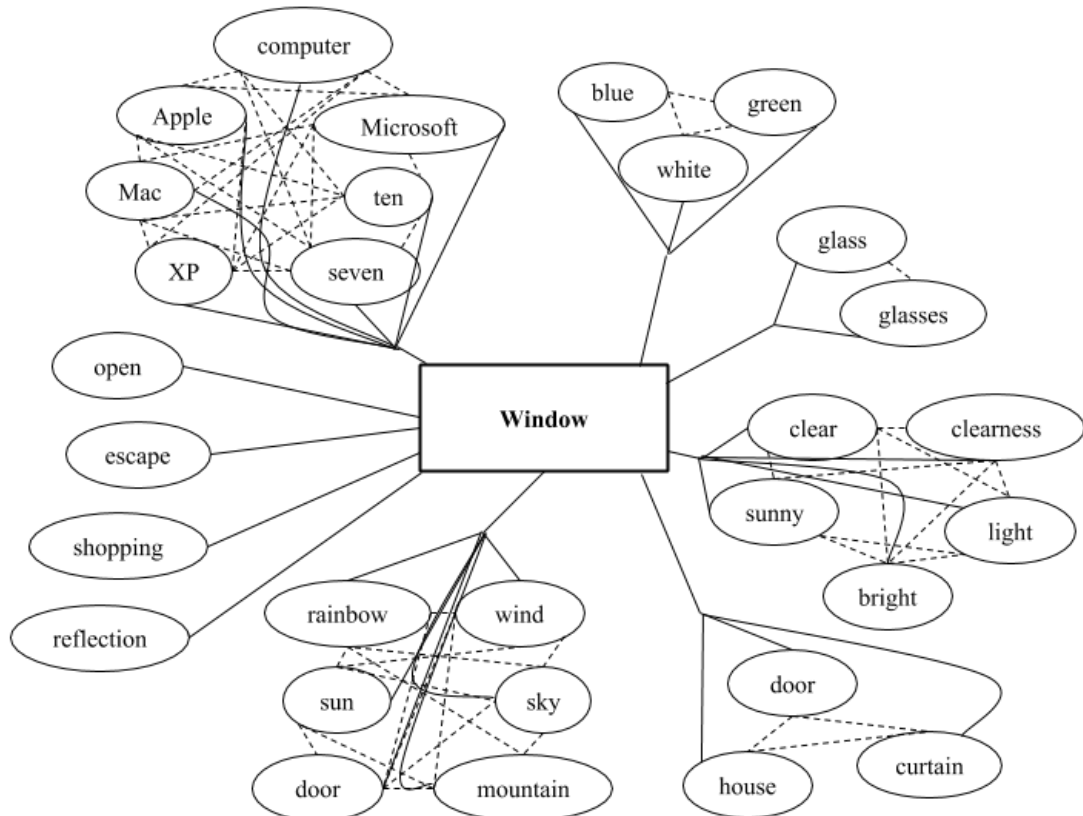 computer
Apple
Microsoft
Mac
ten
XP
seven
blue
green
white
glass
glasses
open
escape
shopping
reflection
Window
clear
clearness
sunny
light
bright
rainbow
wind
sun
sky
door
mountain
door
house
curtain